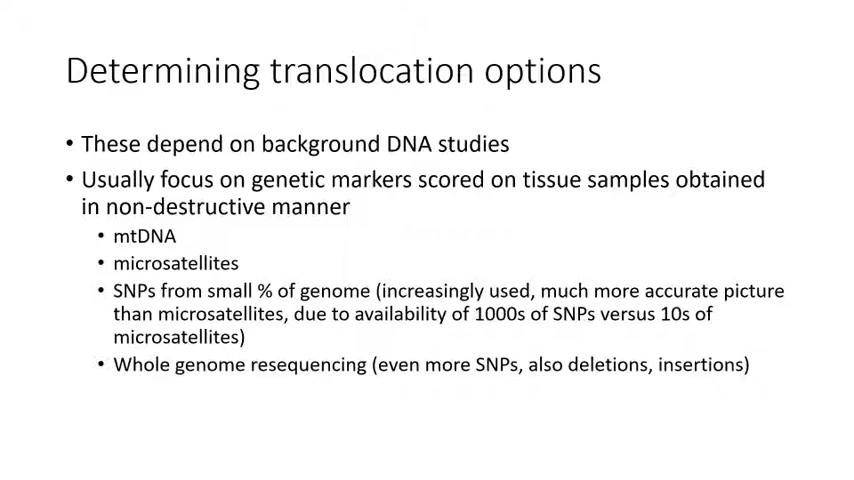 Determining translocation options
• These depend on background DNA studies
• Usually focus on genetic markers scored on tissue samples obtained
in non-destructive manner
• mtDNA
• microsatellites
• SNPs from small % of genome (increasingly used, much more accurate picture
than microsatellites, due to availability of 1000s of SNPs versus 10s of
microsatellites)
• Whole genome resequencing (even more SNPs, also deletions, insertions)